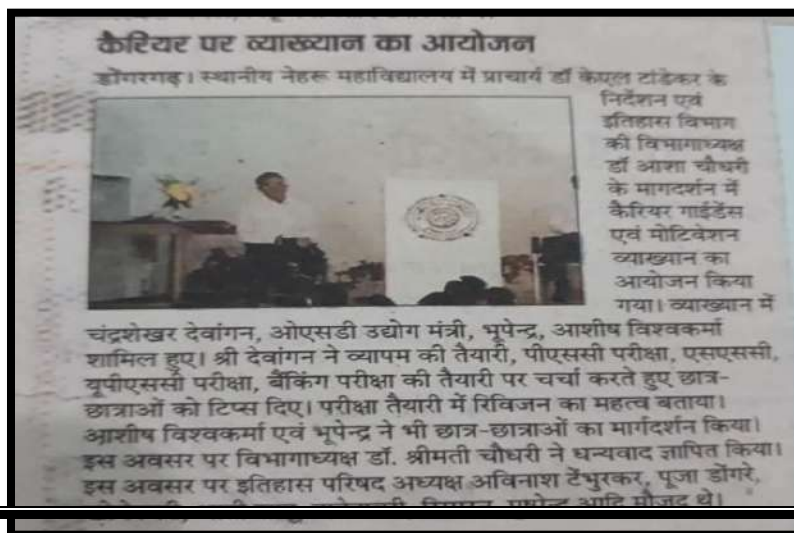 कैरियर पर व्याख्यान का आयोजन
डोंगरगढ़। स्थानीय नेहरू महाविद्यालय में प्राचार्य डॉ केएल टांडेकर के
निर्देशन एवं
इतिहास विभाग
की विभागाध्यक्ष
डॉ आशा चौधरी
के मागदर्शन में
कैरियर गाईडेंस
एवं मोटिवेशन
व्याख्यान का
आयोजन किया
गया। व्याख्यान में
चंद्रशेखर देवांगन, ओएसडी उद्योग मंत्री, भूपेन्द्र, आशीष विश्वकर्मा
शामिल हुए। श्री देवांगन ने व्यापम की तैयारी, पीएससी परीक्षा, एसएससी,
यूपीएससी परीक्षा, बैंकिंग परीक्षा की तैयारी पर चर्चा करते हुए छात्र-
छात्राओं को टिप्स दिए। परीक्षा तैयारी में रिविजन का महत्व बताया।
आशीष विश्वकर्मा एवं भूपेन्द्र ने भी छात्र-छात्राओं का मार्गदर्शन किया।
इस अवसर पर विभागाध्यक्ष डॉ. श्रीमती चौधरी ने धन्यवाद ज्ञापित किया।
इस अवसर पर इतिहास परिषद अध्यक्ष अविनाश टेंभुरकर, पूजा डोंगरे,
आदि मौजूद थे।